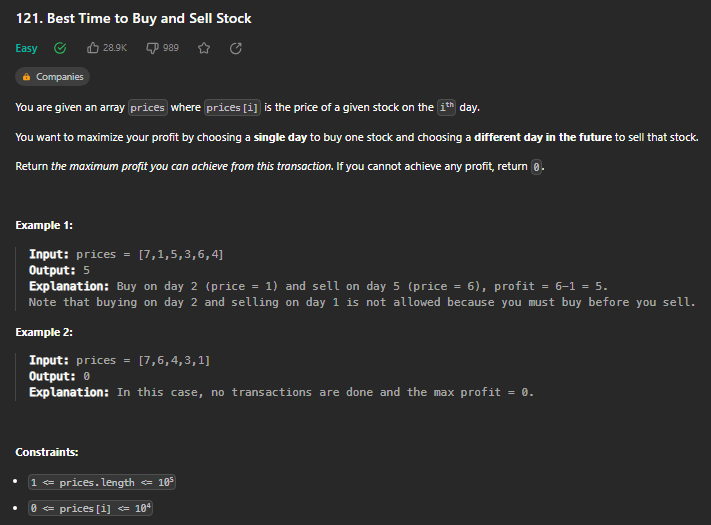 121. Best Time to Buy and Sell Stock
Easy 28.9K 989
Companies
You are given an array prices where prices[i] is the price of a given stock on the ith day.
You want to maximize your profit by choosing a single day to buy one stock and choosing a different day in the future to sell that stock.
Return the maximum profit you can achieve from this transaction. If you cannot achieve any profit, return 0.
Example 1:
Input: prices = [7,1,5,3,6,4]
Output: 5
Explanation: Buy on day 2 (price = 1) and sell on day 5 (price = 6), profit = 6-1 = 5.
Note that buying on day 2 and selling on day 1 is not allowed because you must buy before you sell.
Example 2:
Input: prices = [7,6,4,3,1]
Output: 0
Explanation: In this case, no transactions are done and the max profit = 0.
Constraints:
• 1 <= prices.length <= 10⁵
• 0 <= prices[i] <= 10⁴